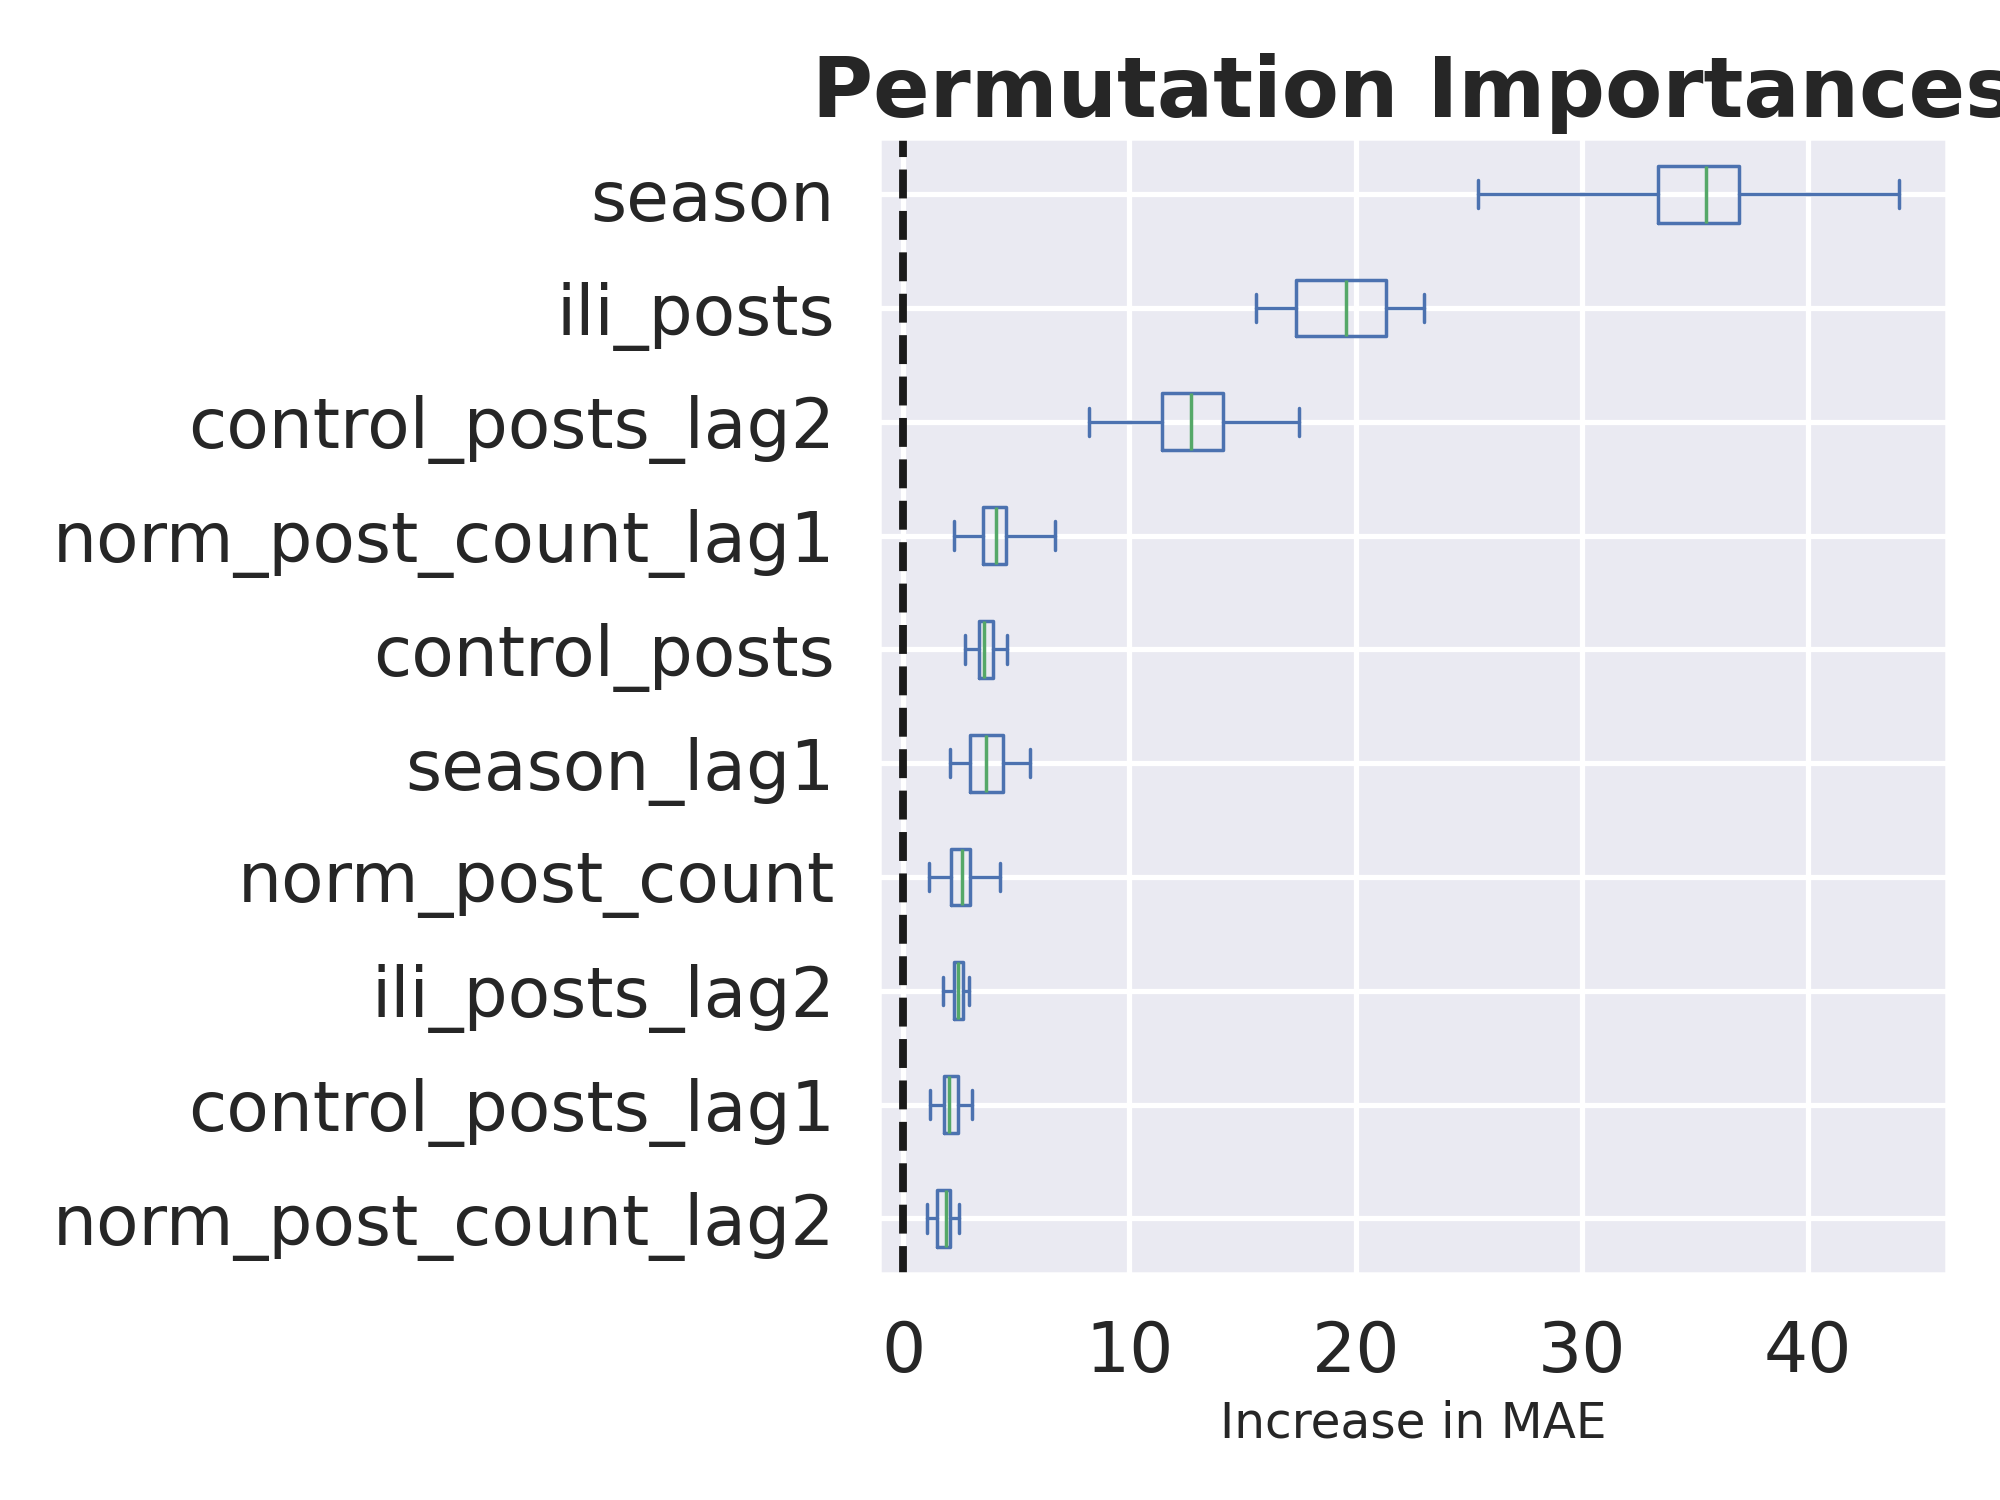 Permutation Importances
season
ili_posts
control_posts_lag2
norm_post_count_lag1
control_posts
season_lag1
norm_post_count
ili_posts_lag2
control_posts_lag1
norm_post_count_lag2
0 10 20 30 40
Increase in MAE